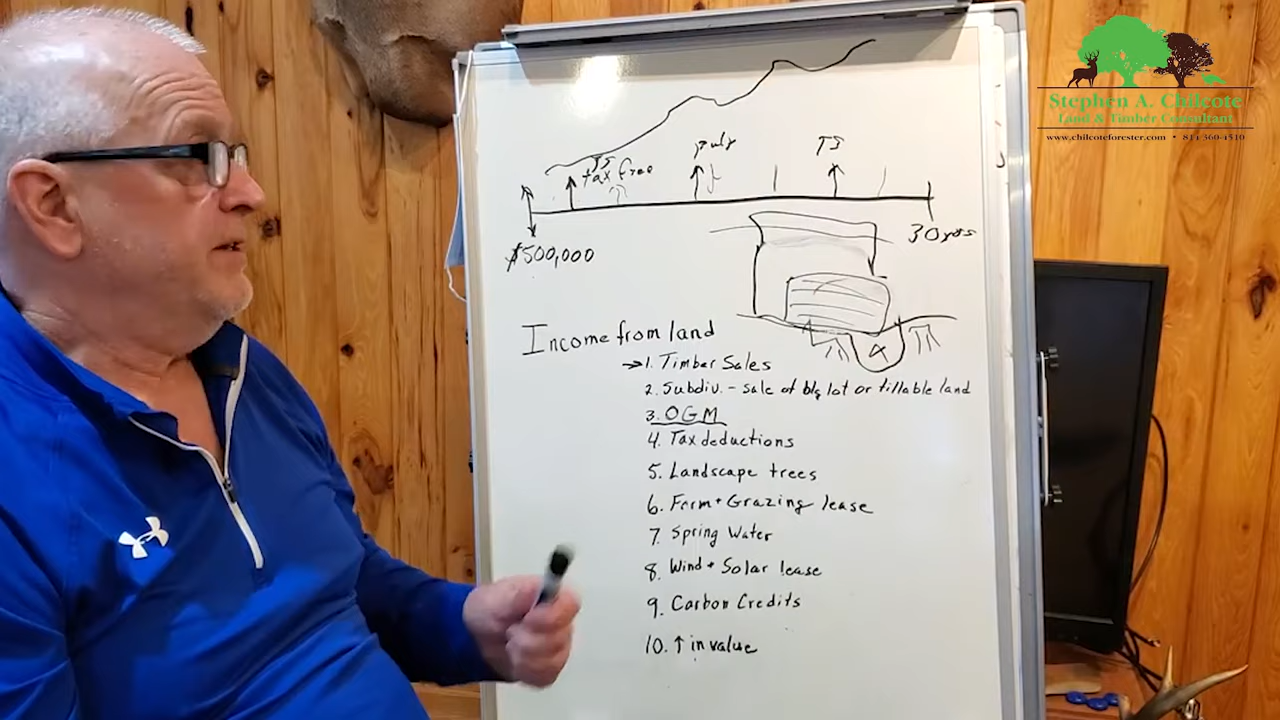 Stephen A. Chilcote
Land & Timber Consultant
www.chilcoteforester.com • 814-360-4510
TS
tax free
pulp
TS
30 yrs
$500,000
Income from land
→ 1. Timber Sales
2. Subdiv. - sale of blg lot or tillable land
3. OGM
4. Tax deductions
5. Landscape trees
6. Farm + Grazing lease
7. Spring Water
8. Wind + Solar lease
9. Carbon Credits
10. ↑ in value